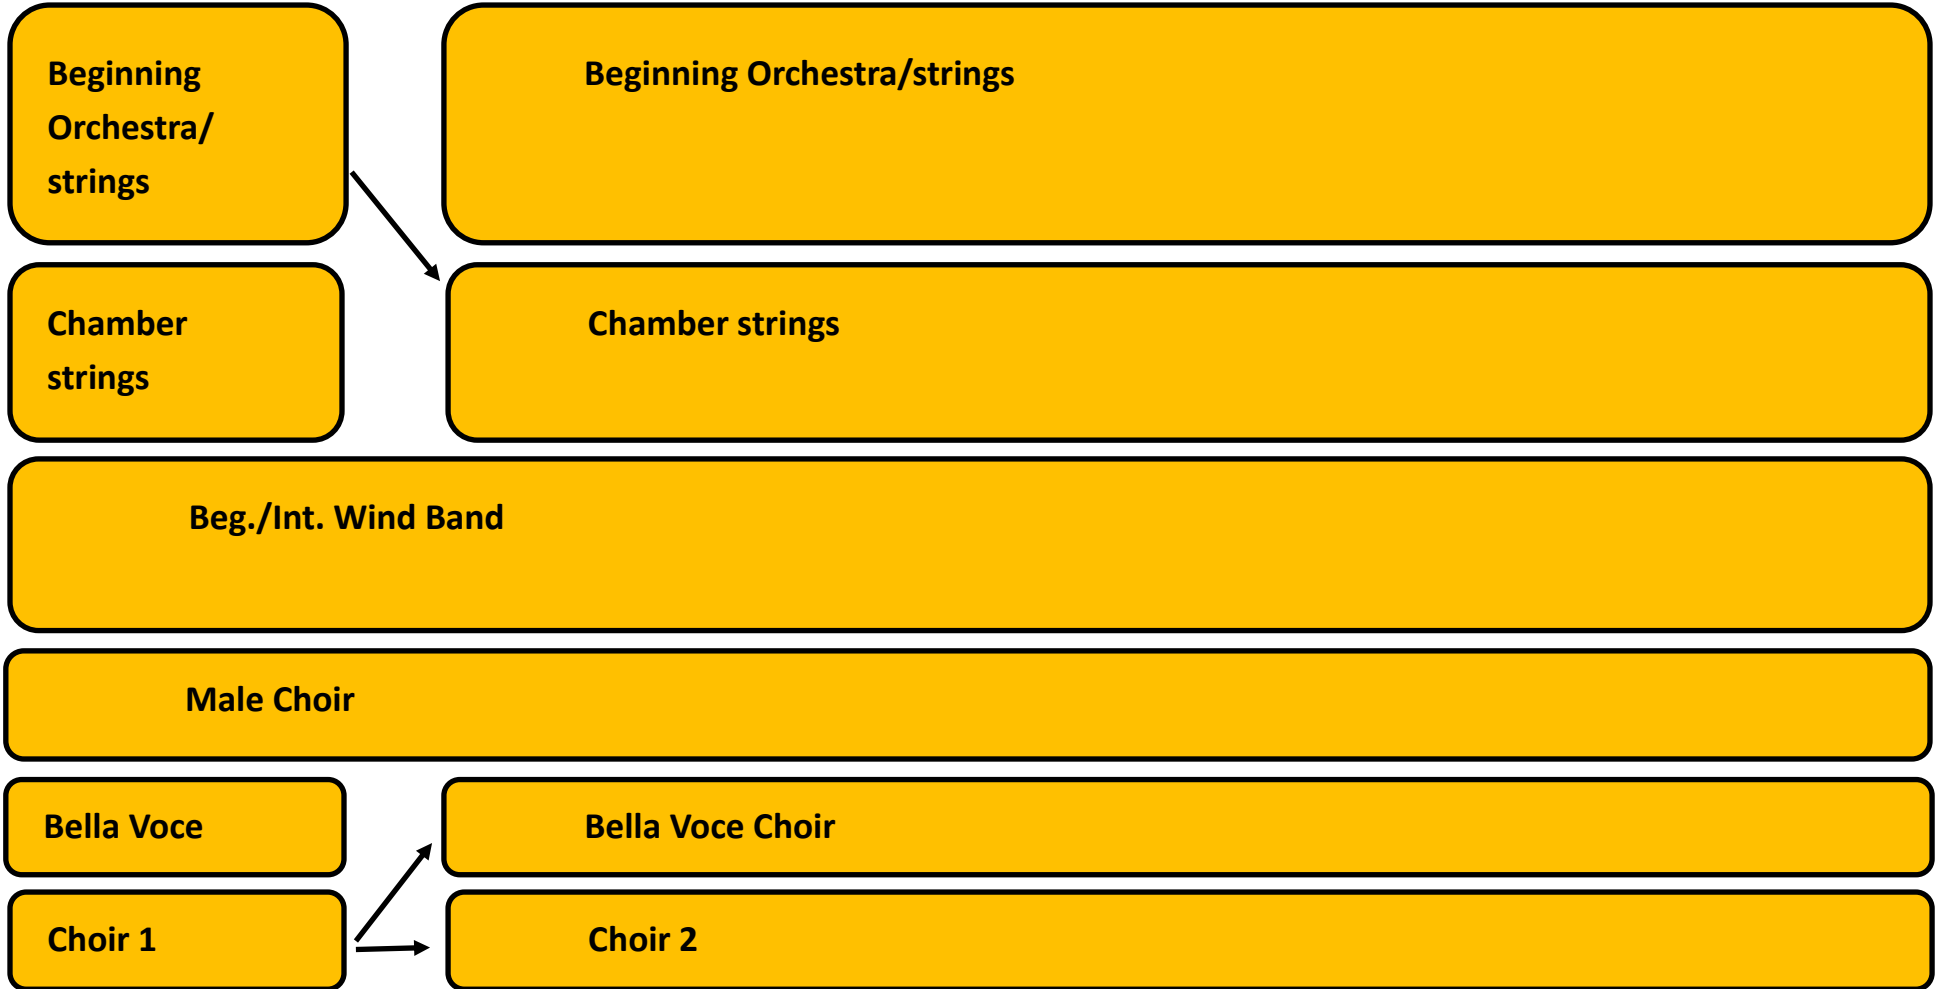 Beginning
Orchestra/
strings
Beginning Orchestra/strings
Chamber
strings
Chamber strings
Beg./Int. Wind Band
Male Choir
Bella Voce
Bella Voce Choir
Choir 1
Choir 2